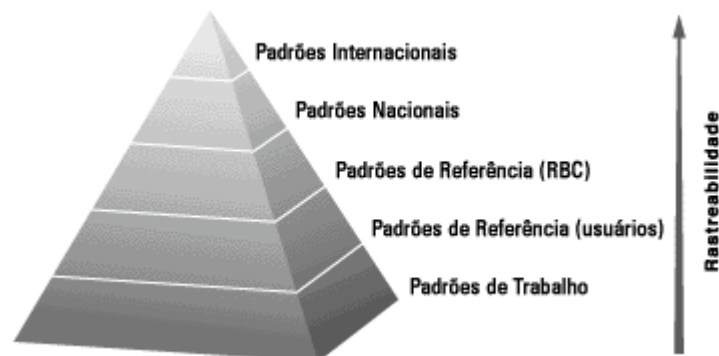 Padrões Internacionais
Padrões Nacionais
Padrões de Referência (RBC)
Padrões de Referência (usuários)
Padrões de Trabalho
Rastreabilidade